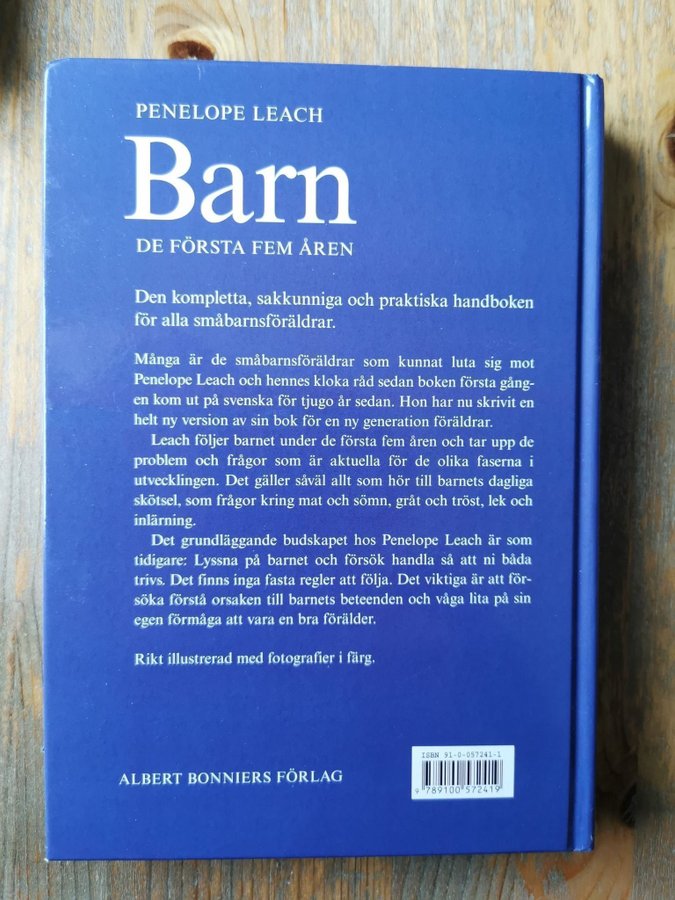 PENELOPE LEACH
Barn
DE FÖRSTA FEM ÅREN
Den kompletta, sakkunniga och praktiska handboken
för alla småbarnsföräldrar.
Många är de småbarnsföräldrar som kunnat luta sig mot
Penelope Leach och hennes kloka råd sedan boken första gång-
en kom ut på svenska för tjugo år sedan. Hon har nu skrivit en
helt ny version av sin bok för en ny generation föräldrar.
Leach följer barnet under de första fem åren och tar upp de
problem och frågor som är aktuella för de olika faserna i
utvecklingen. Det gäller såväl allt som hör till barnets dagliga
skötsel, som frågor kring mat och sömn, gråt och tröst, lek och
inlärning.
Det grundläggande budskapet hos Penelope Leach är som
tidigare: Lyssna på barnet och försök handla så att ni båda
trivs. Det finns inga fasta regler att följa. Det viktiga är att för-
söka förstå orsaken till barnets beteenden och våga lita på sin
egen förmåga att vara en bra förälder.
Rikt illustrerad med fotografier i färg.
ISBN 91-0-057241-1
ALBERT BONNIERS FÖRLAG
9 789100 572419